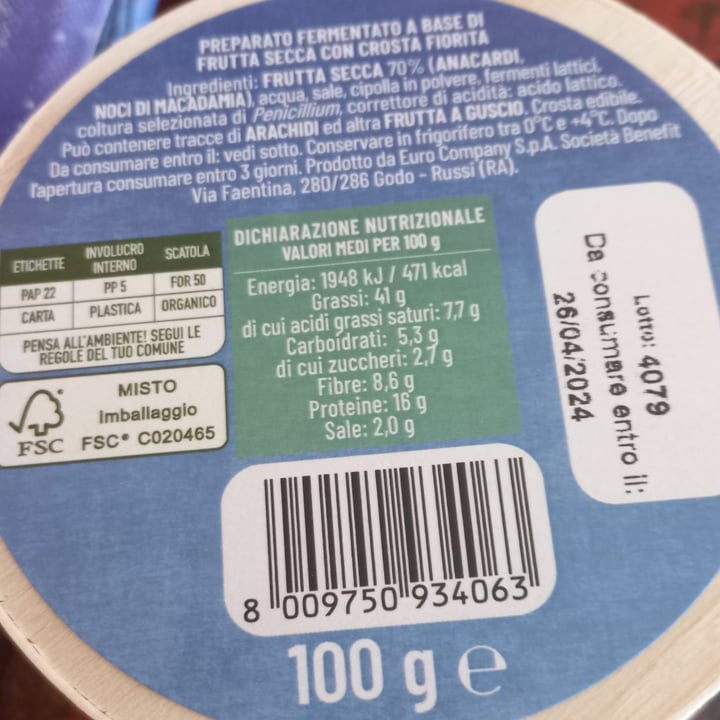 PREPARATO FERMENTATO A BASE DI
FRUTTA SECCA CON CROSTA FIORITA
Ingredienti: FRUTTA SECCA 70% (ANACARDI,
NOCI DI MACADAMIA), acqua, sale, cipolla in polvere, fermenti lattici,
coltura selezionata di Penicillium, correttore di acidità: acido lattico.
Può contenere tracce di ARACHIDI ed altra FRUTTA A GUSCIO. Crosta edibile.
Da consumare entro il: vedi sotto. Conservare in frigorifero tra 0°C e +4°C. Dopo
l'apertura consumare entro 3 giorni. Prodotto da Euro Company S.p.A. Società Benefit
Via Faentina, 280/286 Godo - Russi (RA).
ETICHETTE
INVOLUCRO
INTERNO
SCATOLA
PAP 22
PP 5
FOR 50
CARTA
PLASTICA
ORGANICO
PENSA ALL'AMBIENTE! SEGUI LE
REGOLE DEL TUO COMUNE
FSC
MISTO
Imballaggio
FSC® C020465
DICHIARAZIONE NUTRIZIONALE
VALORI MEDI PER 100 g
Energia: 1948 kJ / 471 kcal
Grassi: 41 g
di cui acidi grassi saturi: 7,7 g
Carboidrati: 5,3 g
di cui zuccheri: 2,7 g
Fibre: 8,6 g
Proteine: 16 g
Sale: 2,0 g
Lotto: 4079
Da consumare entro il:
26/04/2024
8 009750 934063
100 g e